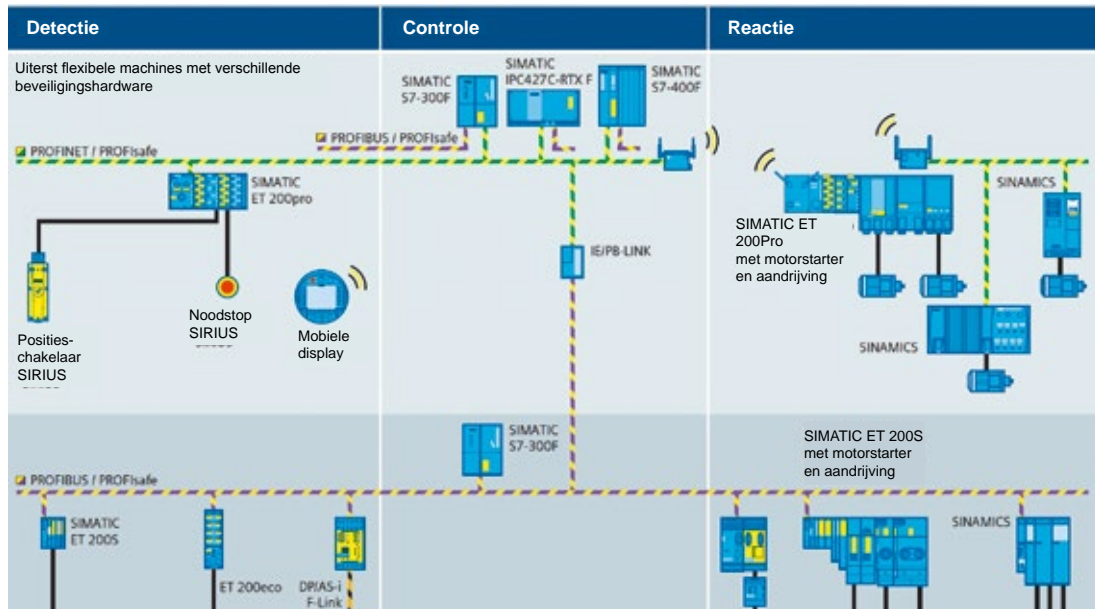 Detectie
Controle
Reactie
Uiterst flexibele machines met verschillende
beveiligingshardware
SIMATIC
S7-300F
SIMATIC
IPC427C-RTX F
SIMATIC
S7-400F
PROFIBUS / PROFIsafe
PROFINET / PROFIsafe
SIMATIC
ET 200pro
SINAMICS
SIMATIC ET
200Pro
met motorstarter
en aandrijving
IE/PB-LINK
Noodstop
SIRIUS
Mobiele
display
Posities-
chakelaar
SIRIUS
SINAMICS
SIMATIC
S7-300F
SIMATIC ET 200S
met motorstarter
en aandrijving
PROFIBUS / PROFIsafe
SIMATIC
ET 200S
SINAMICS
ET 200eco
DP/AS-i
F-Link